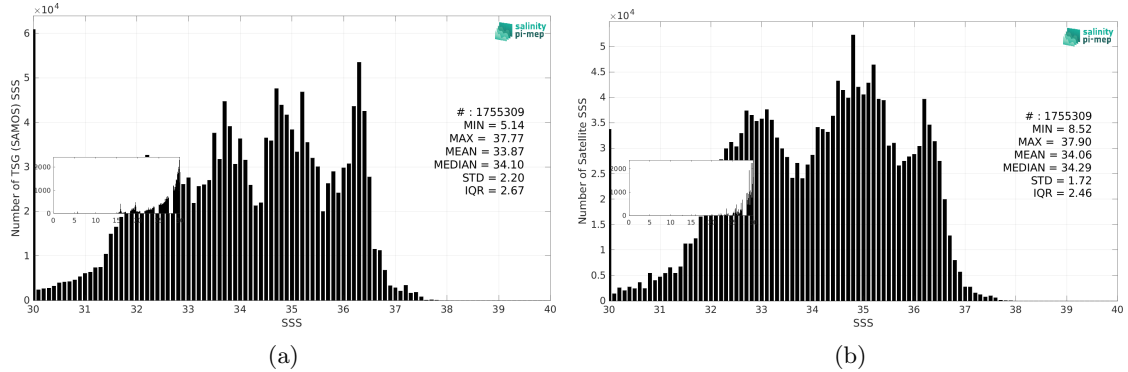 ×10⁴
salinity
pi-mep
Number of TSG (SAMOS) SSS
6
5
4
3
2
1
0
# : 1755309
MIN = 5.14
MAX = 37.77
MEAN = 33.87
MEDIAN = 34.10
STD = 2.20
IQR = 2.67
2000
1000
0
0 5 10 15
30 31 32 33 34 35 36 37 38 39 40
SSS
(a)
×10⁴
salinity
pi-mep
Number of Satellite SSS
5
4.5
4
3.5
3
2.5
2
1.5
1
0.5
0
# : 1755309
MIN = 8.52
MAX = 37.90
MEAN = 34.06
MEDIAN = 34.29
STD = 1.72
IQR = 2.46
2000
1000
0
0 5 10 15
30 31 32 33 34 35 36 37 38 39 40
SSS
(b)